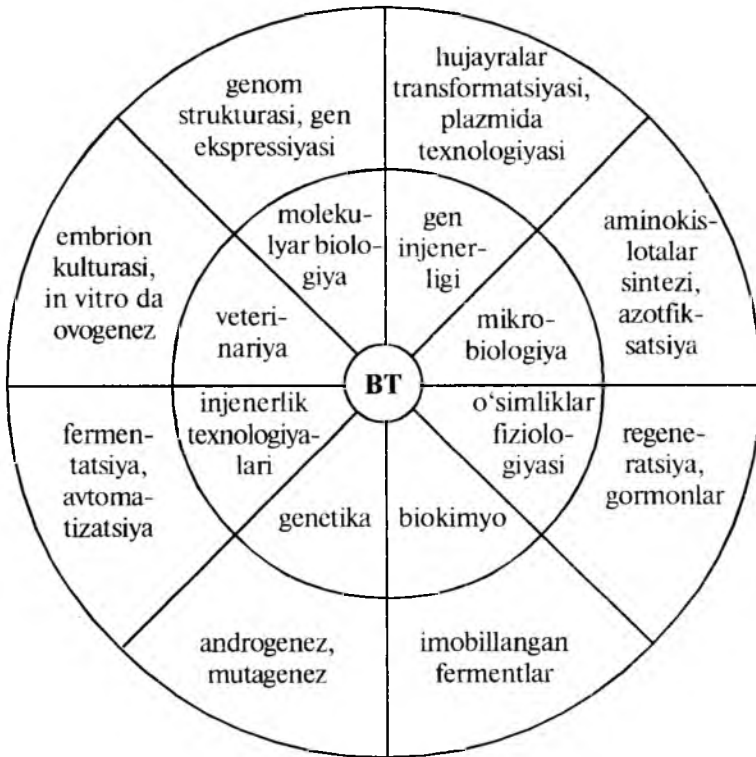 genom
strukturasi, gen
ekspressiyasi
hujayralar
transformatsiyasi,
plazmida
texnologiyasi
embrion
kulturasi,
in vitro da
ovogenez
moleku-
lyar biolo-
giya
gen
injener-
ligi
aminokis-
lotalar
sintezi,
azotfik-
satsiya
veteri-
nariya
mikro-
biologiya
BT
fermen-
tatsiya,
avtoma-
tizatsiya
injenerlik
texnologiya-
lari
o‘simliklar
fiziolo-
giyasi
regene-
ratsiya,
gormonlar
genetika
biokimyo
androgenez,
mutagenez
imobillangan
fermentlar